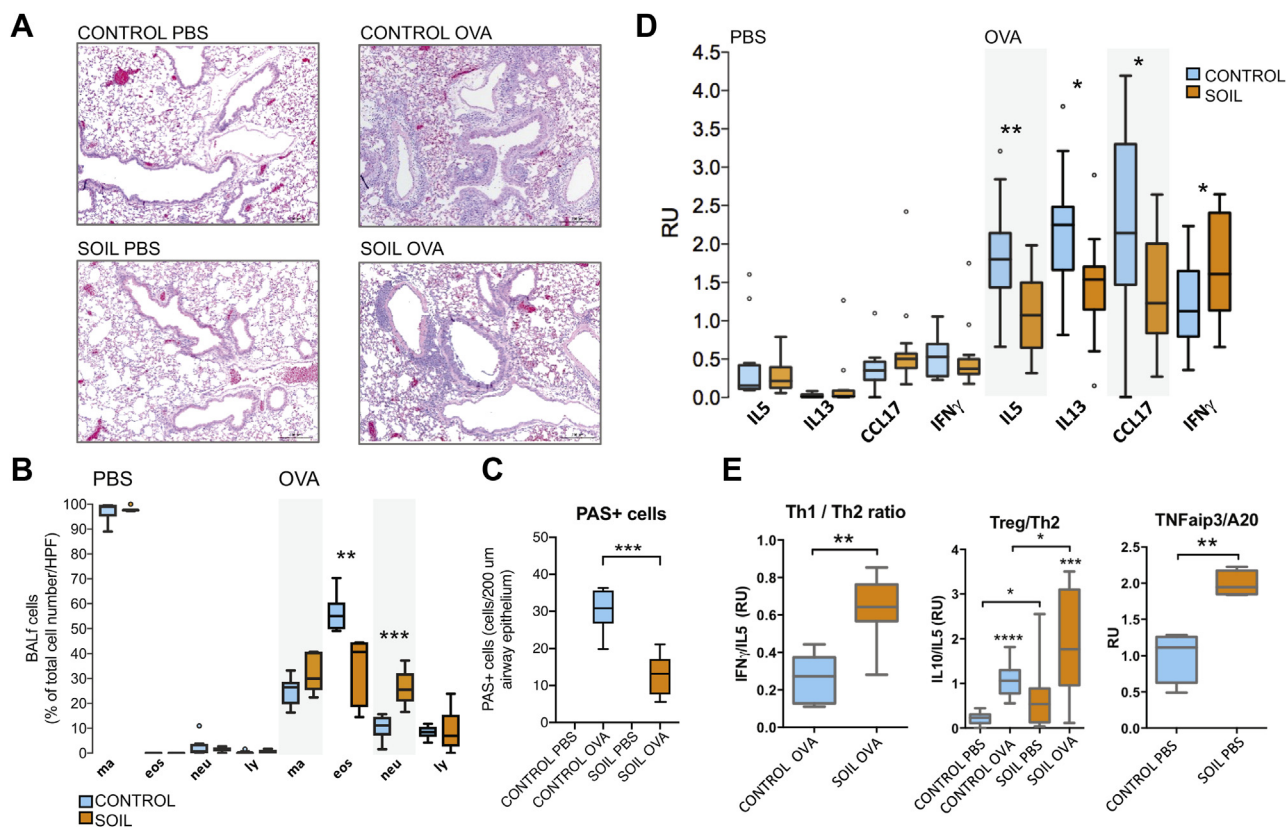 A
CONTROL PBS
CONTROL OVA
SOIL PBS
SOIL OVA
B
PBS
OVA
BALf cells
(% of total cell number/HPF)
100
90
80
70
60
50
40
30
20
10
0
**
***
ma
eos
neu
ly
ma
eos
neu
ly
CONTROL
SOIL
C
PAS+ cells
PAS+ cells (cells/200 um
airway epithelium)
50
40
30
20
10
0
***
CONTROL PBS
CONTROL OVA
SOIL PBS
SOIL OVA
D
PBS
OVA
CONTROL
SOIL
RU
4.5
4.0
3.5
3.0
2.5
2.0
1.5
1.0
0.5
0.0
**
*
*
*
IL5
IL13
CCL17
IFNγ
IL5
IL13
CCL17
IFNγ
E
Th1 / Th2 ratio
IFNγ/IL5 (RU)
1.0
0.8
0.6
0.4
0.2
0.0
**
CONTROL OVA
SOIL OVA
Treg/Th2
IL10/IL5 (RU)
4
3
2
1
0
*
*
****
***
CONTROL PBS
CONTROL OVA
SOIL PBS
SOIL OVA
TNFaip3/A20
RU
2.5
2.0
1.5
1.0
0.5
0.0
**
CONTROL PBS
SOIL PBS